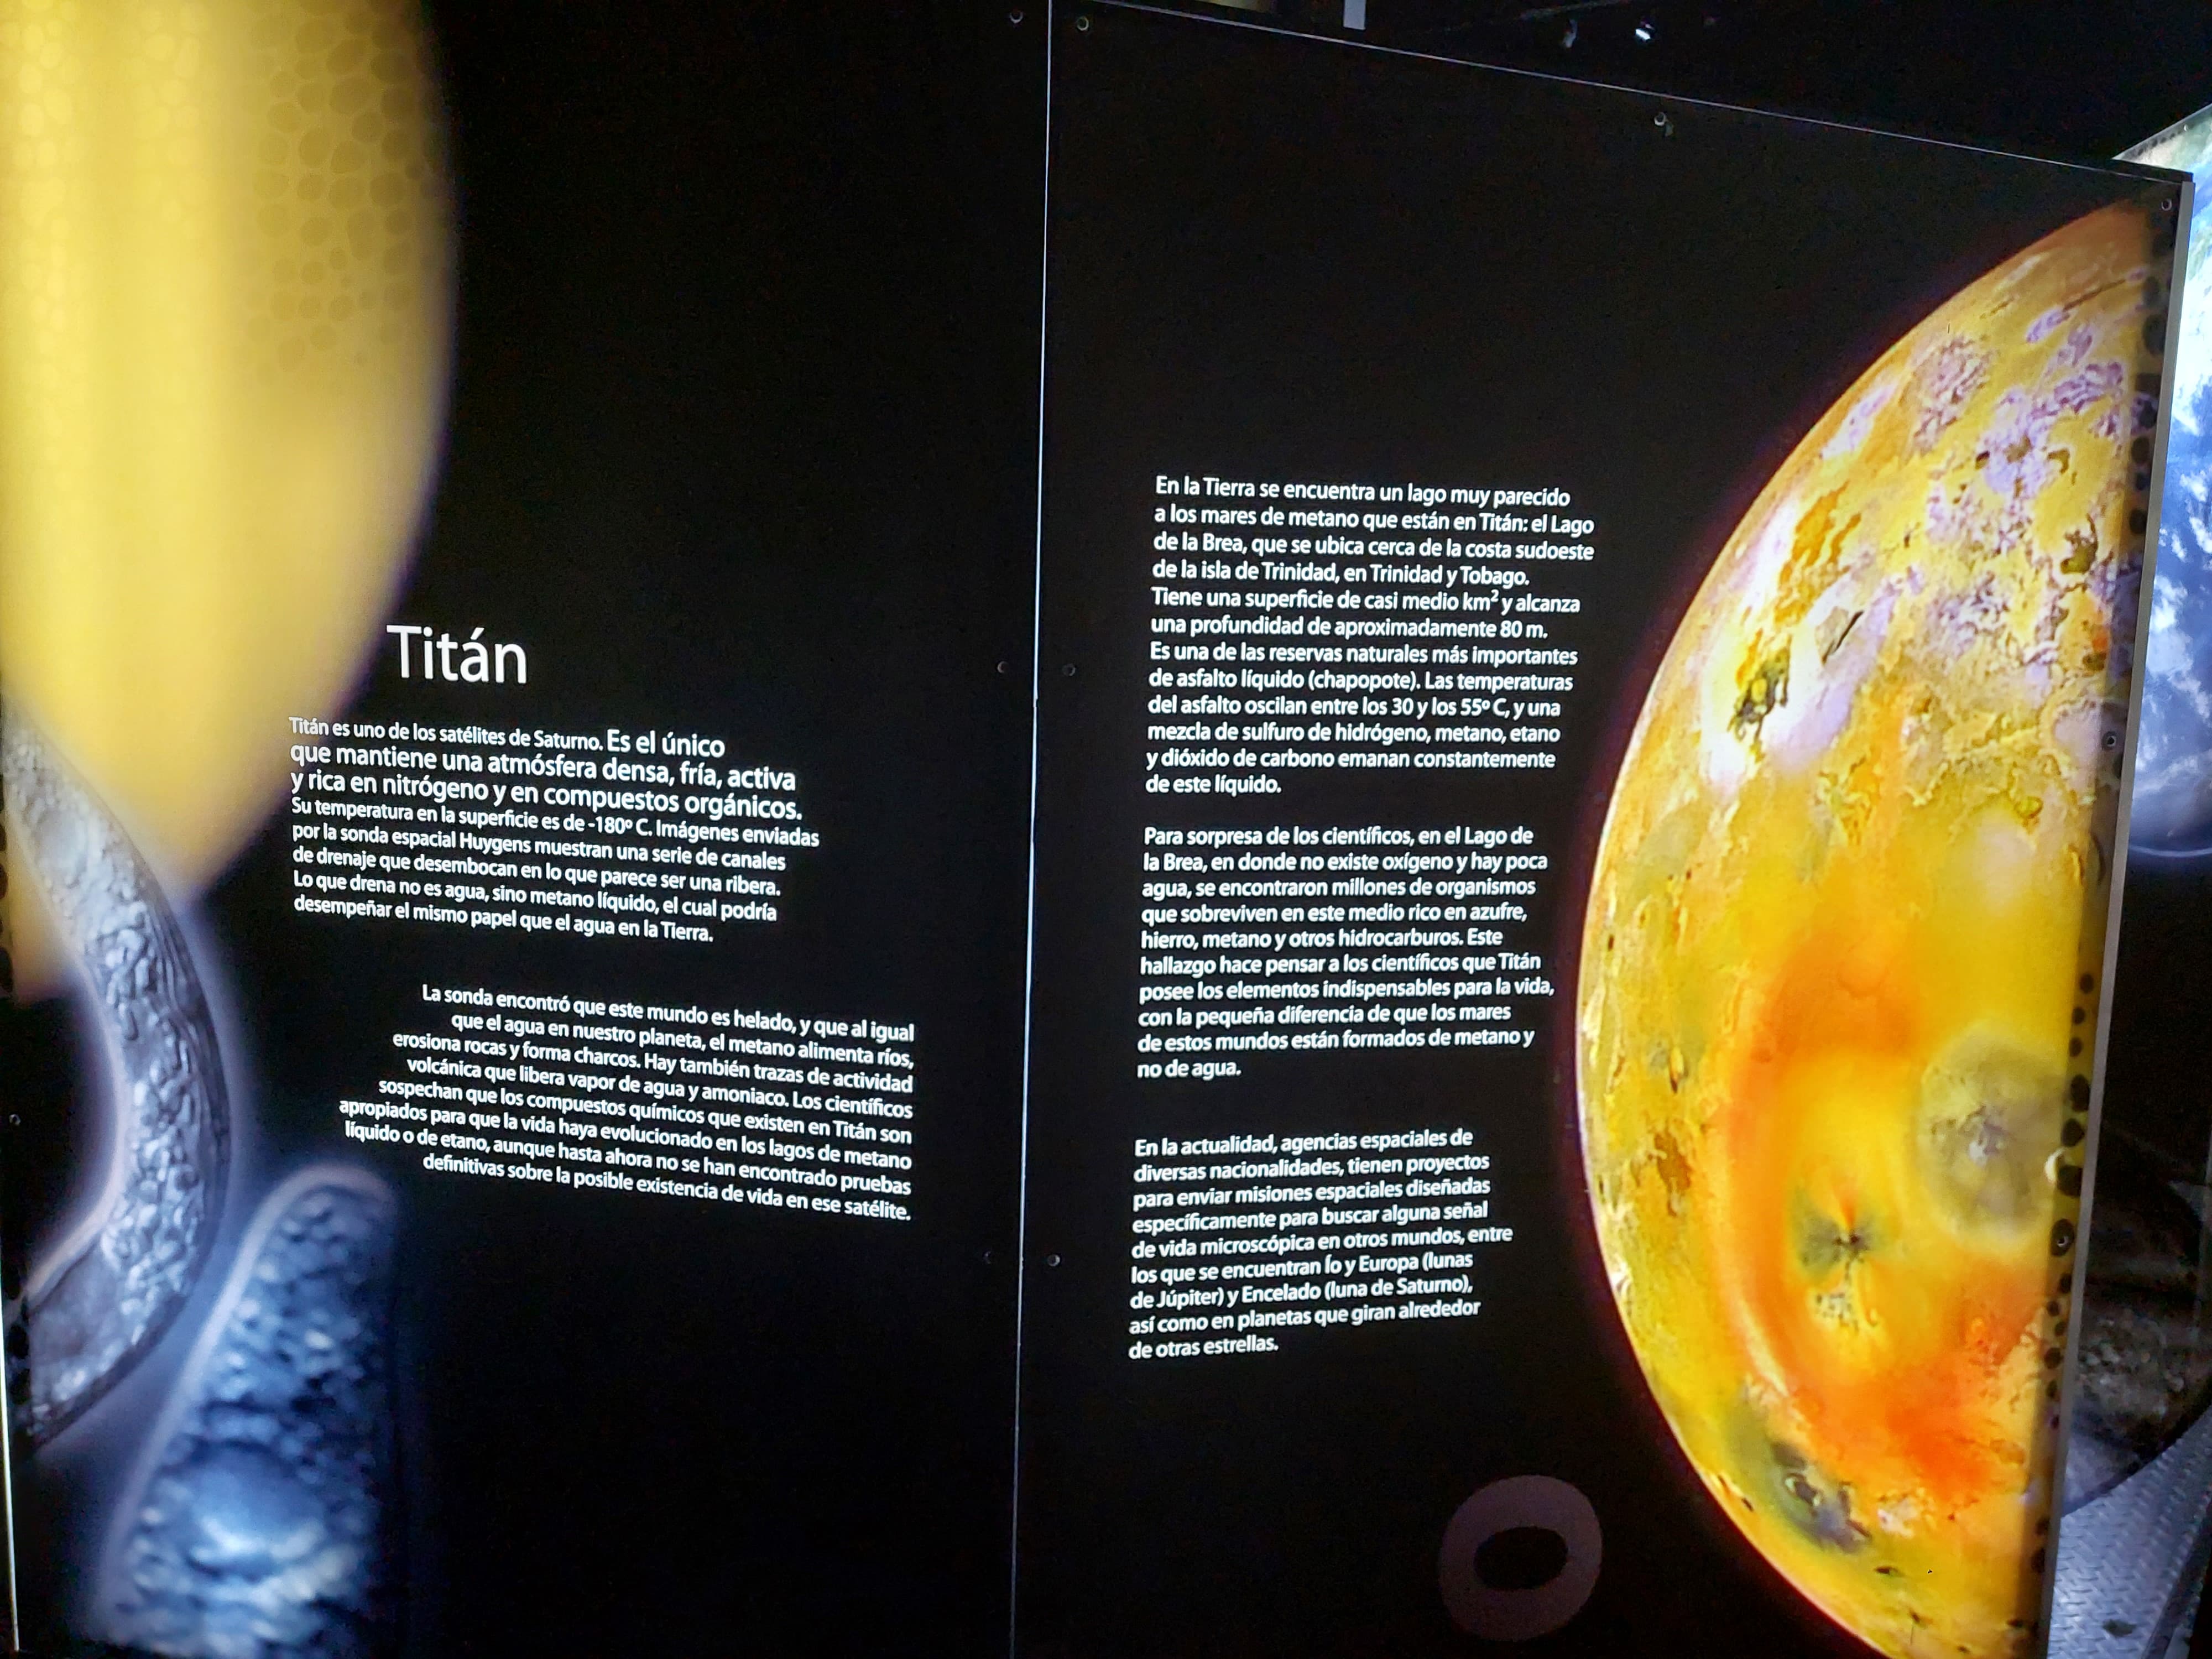 Titán
Titán es uno de los satélites de Saturno. Es el único
que mantiene una atmósfera densa, fría, activa
y rica en nitrógeno y en compuestos orgánicos.
Su temperatura en la superficie es de -180º C. Imágenes enviadas
por la sonda espacial Huygens muestran una serie de canales
de drenaje que desembocan en lo que parece ser una ribera.
Lo que drena no es agua, sino metano líquido, el cual podría
desempeñar el mismo papel que el agua en la Tierra.
La sonda encontró que este mundo es helado, y que al igual
que el agua en nuestro planeta, el metano alimenta ríos,
erosiona rocas y forma charcos. Hay también trazas de actividad
volcánica que libera vapor de agua y amoniaco. Los científicos
sospechan que los compuestos químicos que existen en Titán son
apropiados para que la vida haya evolucionado en los lagos de metano
líquido o de etano, aunque hasta ahora no se han encontrado pruebas
definitivas sobre la posible existencia de vida en ese satélite.
En la Tierra se encuentra un lago muy parecido
a los mares de metano que están en Titán: el Lago
de la Brea, que se ubica cerca de la costa sudoeste
de la isla de Trinidad, en Trinidad y Tobago.
Tiene una superficie de casi medio km² y alcanza
una profundidad de aproximadamente 80 m.
Es una de las reservas naturales más importantes
de asfalto líquido (chapopote). Las temperaturas
del asfalto oscilan entre los 30 y los 55º C, y una
mezcla de sulfuro de hidrógeno, metano, etano
y dióxido de carbono emanan constantemente
de este líquido.
Para sorpresa de los científicos, en el Lago de
la Brea, en donde no existe oxígeno y hay poca
agua, se encontraron millones de organismos
que sobreviven en este medio rico en azufre,
hierro, metano y otros hidrocarburos. Este
hallazgo hace pensar a los científicos que Titán
posee los elementos indispensables para la vida,
con la pequeña diferencia de que los mares
de estos mundos están formados de metano y
no de agua.
En la actualidad, agencias espaciales de
diversas nacionalidades, tienen proyectos
para enviar misiones espaciales diseñadas
específicamente para buscar alguna señal
de vida microscópica en otros mundos, entre
los que se encuentran Ío y Europa (lunas
de Júpiter) y Encelado (luna de Saturno),
así como en planetas que giran alrededor
de otras estrellas.